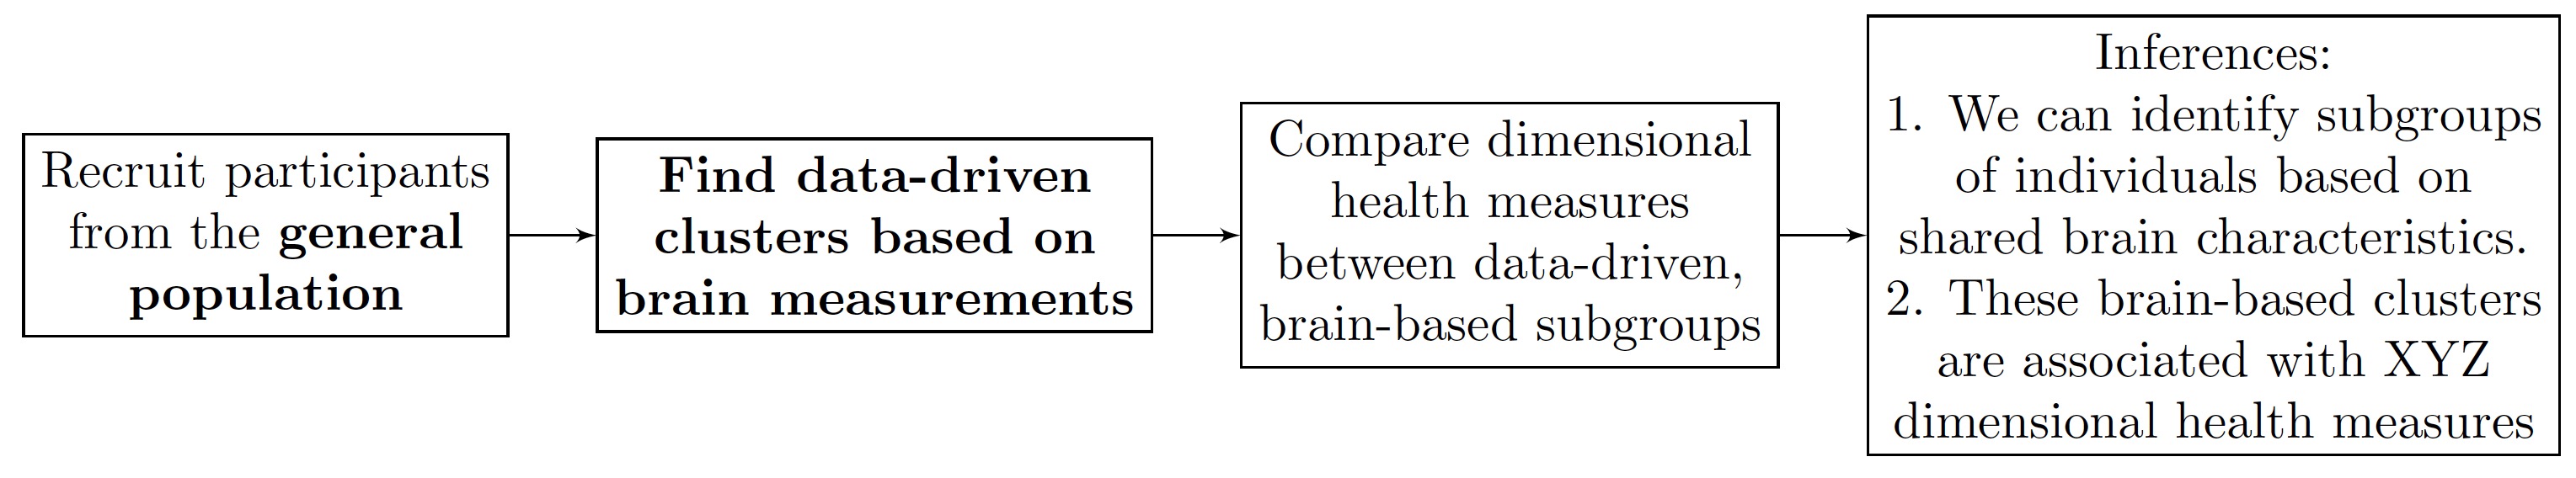 Recruit participants
from the general
population
Find data-driven
clusters based on
brain measurements
Compare dimensional
health measures
between data-driven,
brain-based subgroups
Inferences:
1. We can identify subgroups
of individuals based on
shared brain characteristics.
2. These brain-based clusters
are associated with XYZ
dimensional health measures